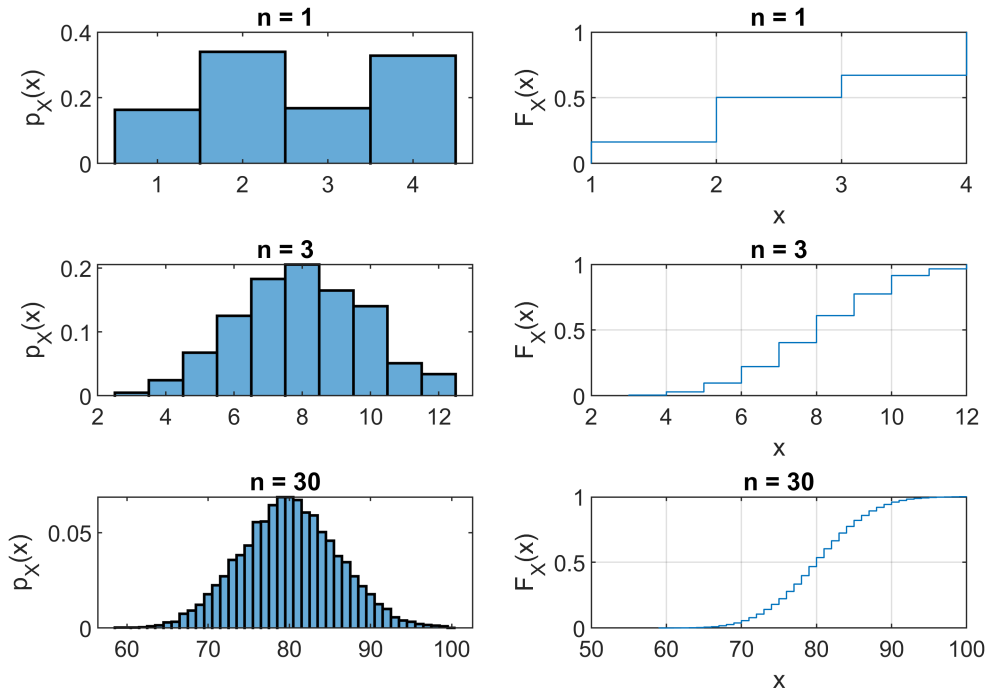 n = 1
p_X(x)
0.4
0.2
0
1 2 3 4
n = 1
F_X(x)
1
0.5
0
1 2 3 4
x
n = 3
p_X(x)
0.2
0.1
0
2 4 6 8 10 12
n = 3
F_X(x)
1
0.5
0
2 4 6 8 10 12
x
n = 30
p_X(x)
0.05
0
60 70 80 90 100
n = 30
F_X(x)
1
0.5
0
50 60 70 80 90 100
x